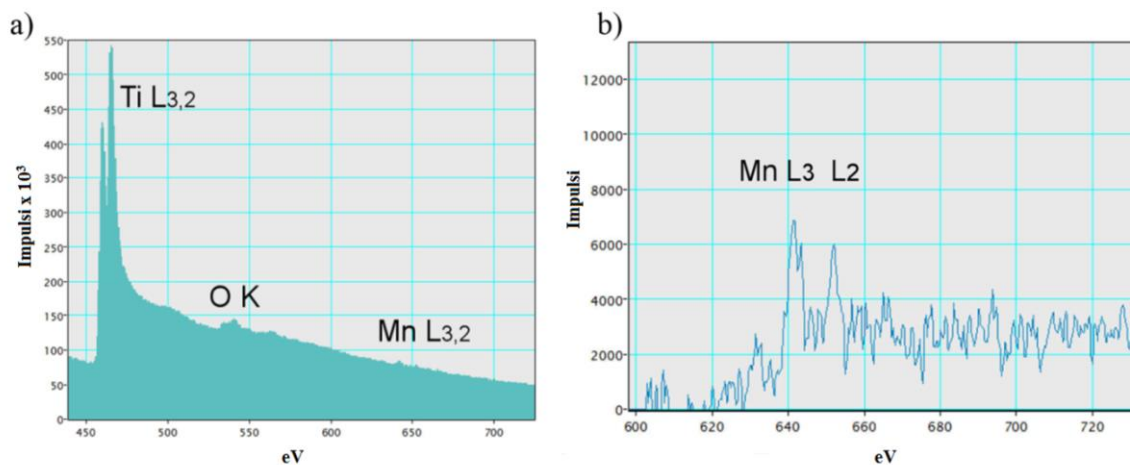 a)
550
500
450
400
350
300
250
200
150
100
50
0
Impulsi x 10³
Ti L3,2
O K
Mn L3,2
450 500 550 600 650 700
eV
b)
12000
10000
8000
6000
4000
2000
0
Impulsi
Mn L3 L2
600 620 640 660 680 700 720
eV